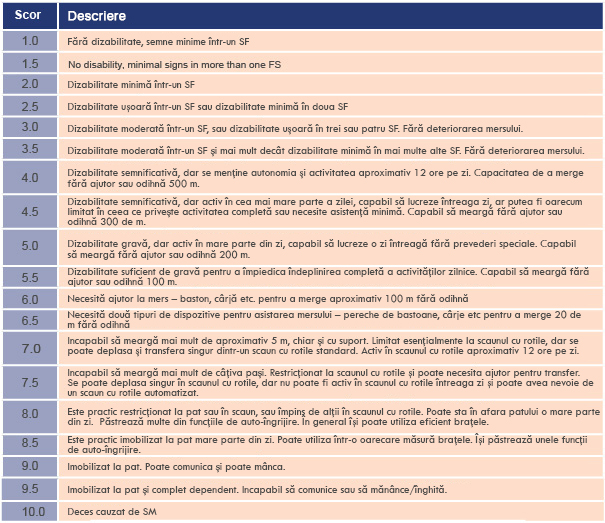 Scor Descriere
1.0 Fără dizabilitate, semne minime într-un SF
1.5 No disability, minimal signs in more than one FS
2.0 Dizabilitate minimă într-un SF
2.5 Dizabilitate ușoară într-un SF sau dizabilitate minimă în doua SF
3.0 Dizabilitate moderată într-un SF, sau dizabilitate ușoară în trei sau patru SF. Fără deteriorarea mersului.
3.5 Dizabilitate moderată într-un SF și mai mult decât dizabilitate minimă în mai multe alte SF. Fără deteriorarea mersului.
4.0 Dizabilitate semnificativă, dar se menține autonomia și activitatea aproximativ 12 ore pe zi. Capacitatea de a merge
fără ajutor sau odihnă 500 m.
4.5 Dizabilitate semnificativă, dar activ în cea mai mare parte a zilei, capabil să lucreze întreaga zi, ar putea fi oarecum
limitat în ceea ce privește activitatea completă sau necesite asistență minimă. Capabil să meargă fără ajutor sau
odihnă 300 de m.
5.0 Dizabilitate gravă, dar activ în mare parte din zi, capabil să lucreze o zi întreagă fără prevederi speciale. Capabil
să meargă fără ajutor sau odihnă 200 m.
5.5 Dizabilitate suficient de gravă pentru a împiedica îndeplinirea completă a activităților zilnice. Capabil să meargă fără
ajutor sau odihnă 100 m.
6.0 Necesită ajutor la mers – baston, cârjă etc. pentru a merge aproximativ 100 m fără odihnă
6.5 Necesită două tipuri de dispozitive pentru asistarea mersului – pereche de bastoane, cârje etc pentru a merge 20 de
m fără odihnă
7.0 Incapabil să meargă mai mult de aproximativ 5 m, chiar și cu suport. Limitat esențialmente la scaunul cu rotile, dar se
poate deplasa și transfera singur dintr-un scaun cu rotile standard. Activ în scaunul cu rotile aproximativ 12 ore pe zi.
7.5 Incapabil să meargă mai mult de câțiva pași. Restricționat la scaunul cu rotile și poate necesita ajutor pentru transfer.
Se poate deplasa singur în scaunul cu rotile, dar nu poate fi activ în scaunul cu rotile întreaga zi și poate avea nevoie de
un scaun cu rotile automatizat.
8.0 Este practic restricționat la pat sau în scaun, sau împins de alții în scaunul cu rotile. Poate sta în afara patului o mare parte
din zi. Păstrează multe din funcțiile de auto-îngrijire. În general își poate utiliza eficient brațele.
8.5 Este practic imobilizat la pat mare parte din zi. Poate utiliza într-o oarecare măsură brațele. Își păstrează unele funcții
de auto-îngrijire.
9.0 Imobilizat la pat. Poate comunica și poate mânca.
9.5 Imobilizat la pat și complet dependent. Incapabil să comunice sau să mănânce/înghită.
10.0 Deces cauzat de SM